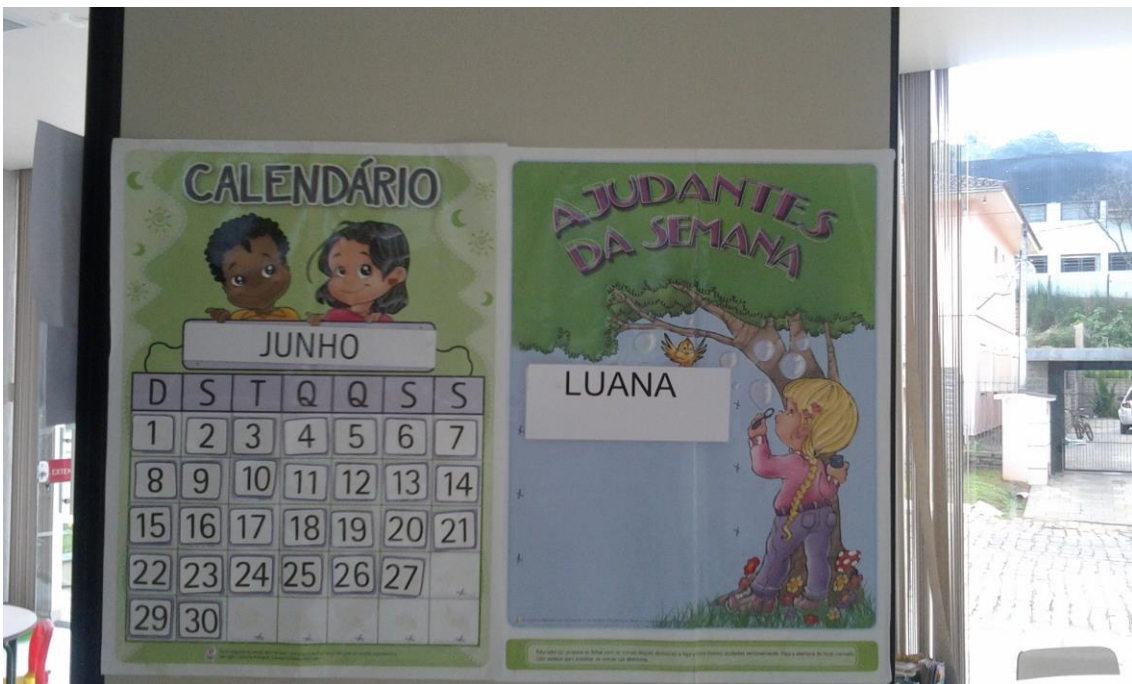 CALENDÁRIO
JUNHO
D S T Q Q S S
1 2 3 4 5 6 7
8 9 10 11 12 13 14
15 16 17 18 19 20 21
22 23 24 25 26 27
29 30
AJUDANTES
DA SEMANA
LUANA